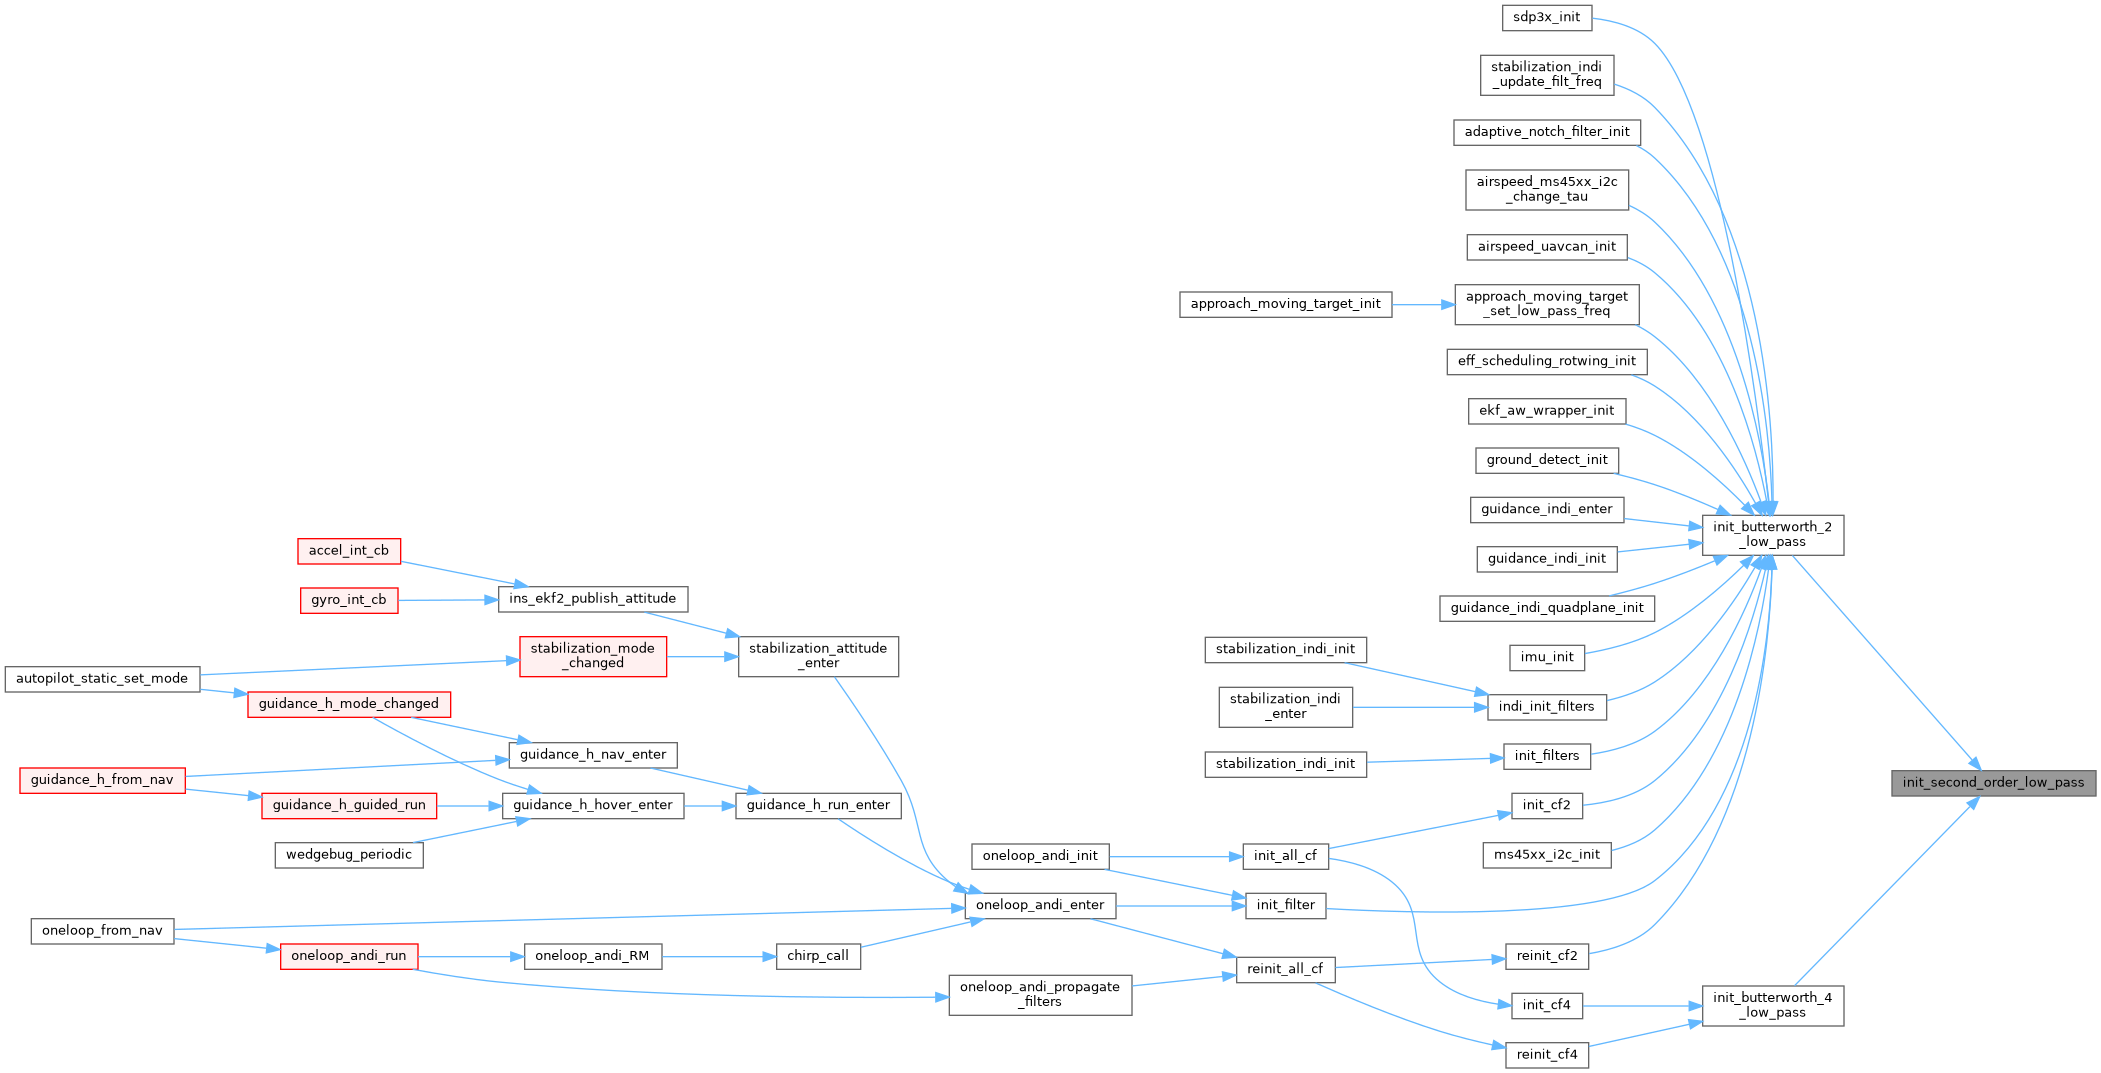 sdp3x_init
stabilization_indi
_update_filt_freq
adaptive_notch_filter_init
airspeed_ms45xx_i2c
_change_tau
airspeed_uavcan_init
approach_moving_target_init
approach_moving_target
_set_low_pass_freq
eff_scheduling_rotwing_init
ekf_aw_wrapper_init
ground_detect_init
guidance_indi_enter
init_butterworth_2
_low_pass
guidance_indi_init
accel_int_cb
gyro_int_cb
ins_ekf2_publish_attitude
guidance_indi_quadplane_init
stabilization_mode
_changed
stabilization_attitude
_enter
stabilization_indi_init
imu_init
autopilot_static_set_mode
guidance_h_mode_changed
stabilization_indi
_enter
indi_init_filters
guidance_h_nav_enter
stabilization_indi_init
init_filters
guidance_h_from_nav
guidance_h_guided_run
guidance_h_hover_enter
guidance_h_run_enter
init_cf2
init_second_order_low_pass
wedgebug_periodic
oneloop_andi_init
init_all_cf
ms45xx_i2c_init
oneloop_andi_enter
init_filter
oneloop_from_nav
oneloop_andi_run
oneloop_andi_RM
chirp_call
reinit_all_cf
reinit_cf2
oneloop_andi_propagate
_filters
init_cf4
init_butterworth_4
_low_pass
reinit_cf4